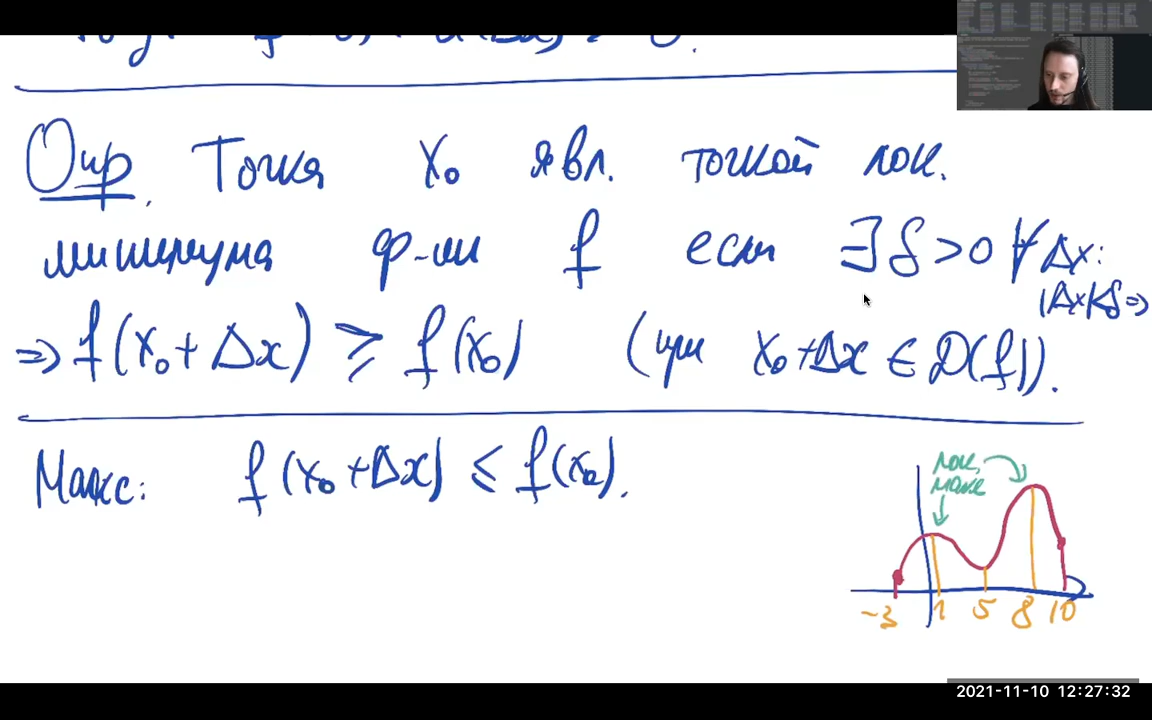 Опр. Точка x₀ явл. точкой лок.
минимума ф-ии f если ∃ δ > 0 ∀ Δx:
|Δx|<δ ⇒
⇒ f(x₀ + Δx) ⩾ f(x₀) (при x₀+Δx ∈ D(f)).
Макс: f(x₀ + Δx) ≤ f(x₀).
лок.
макс
-3 1 5 8 10
2021-11-10 12:27:32